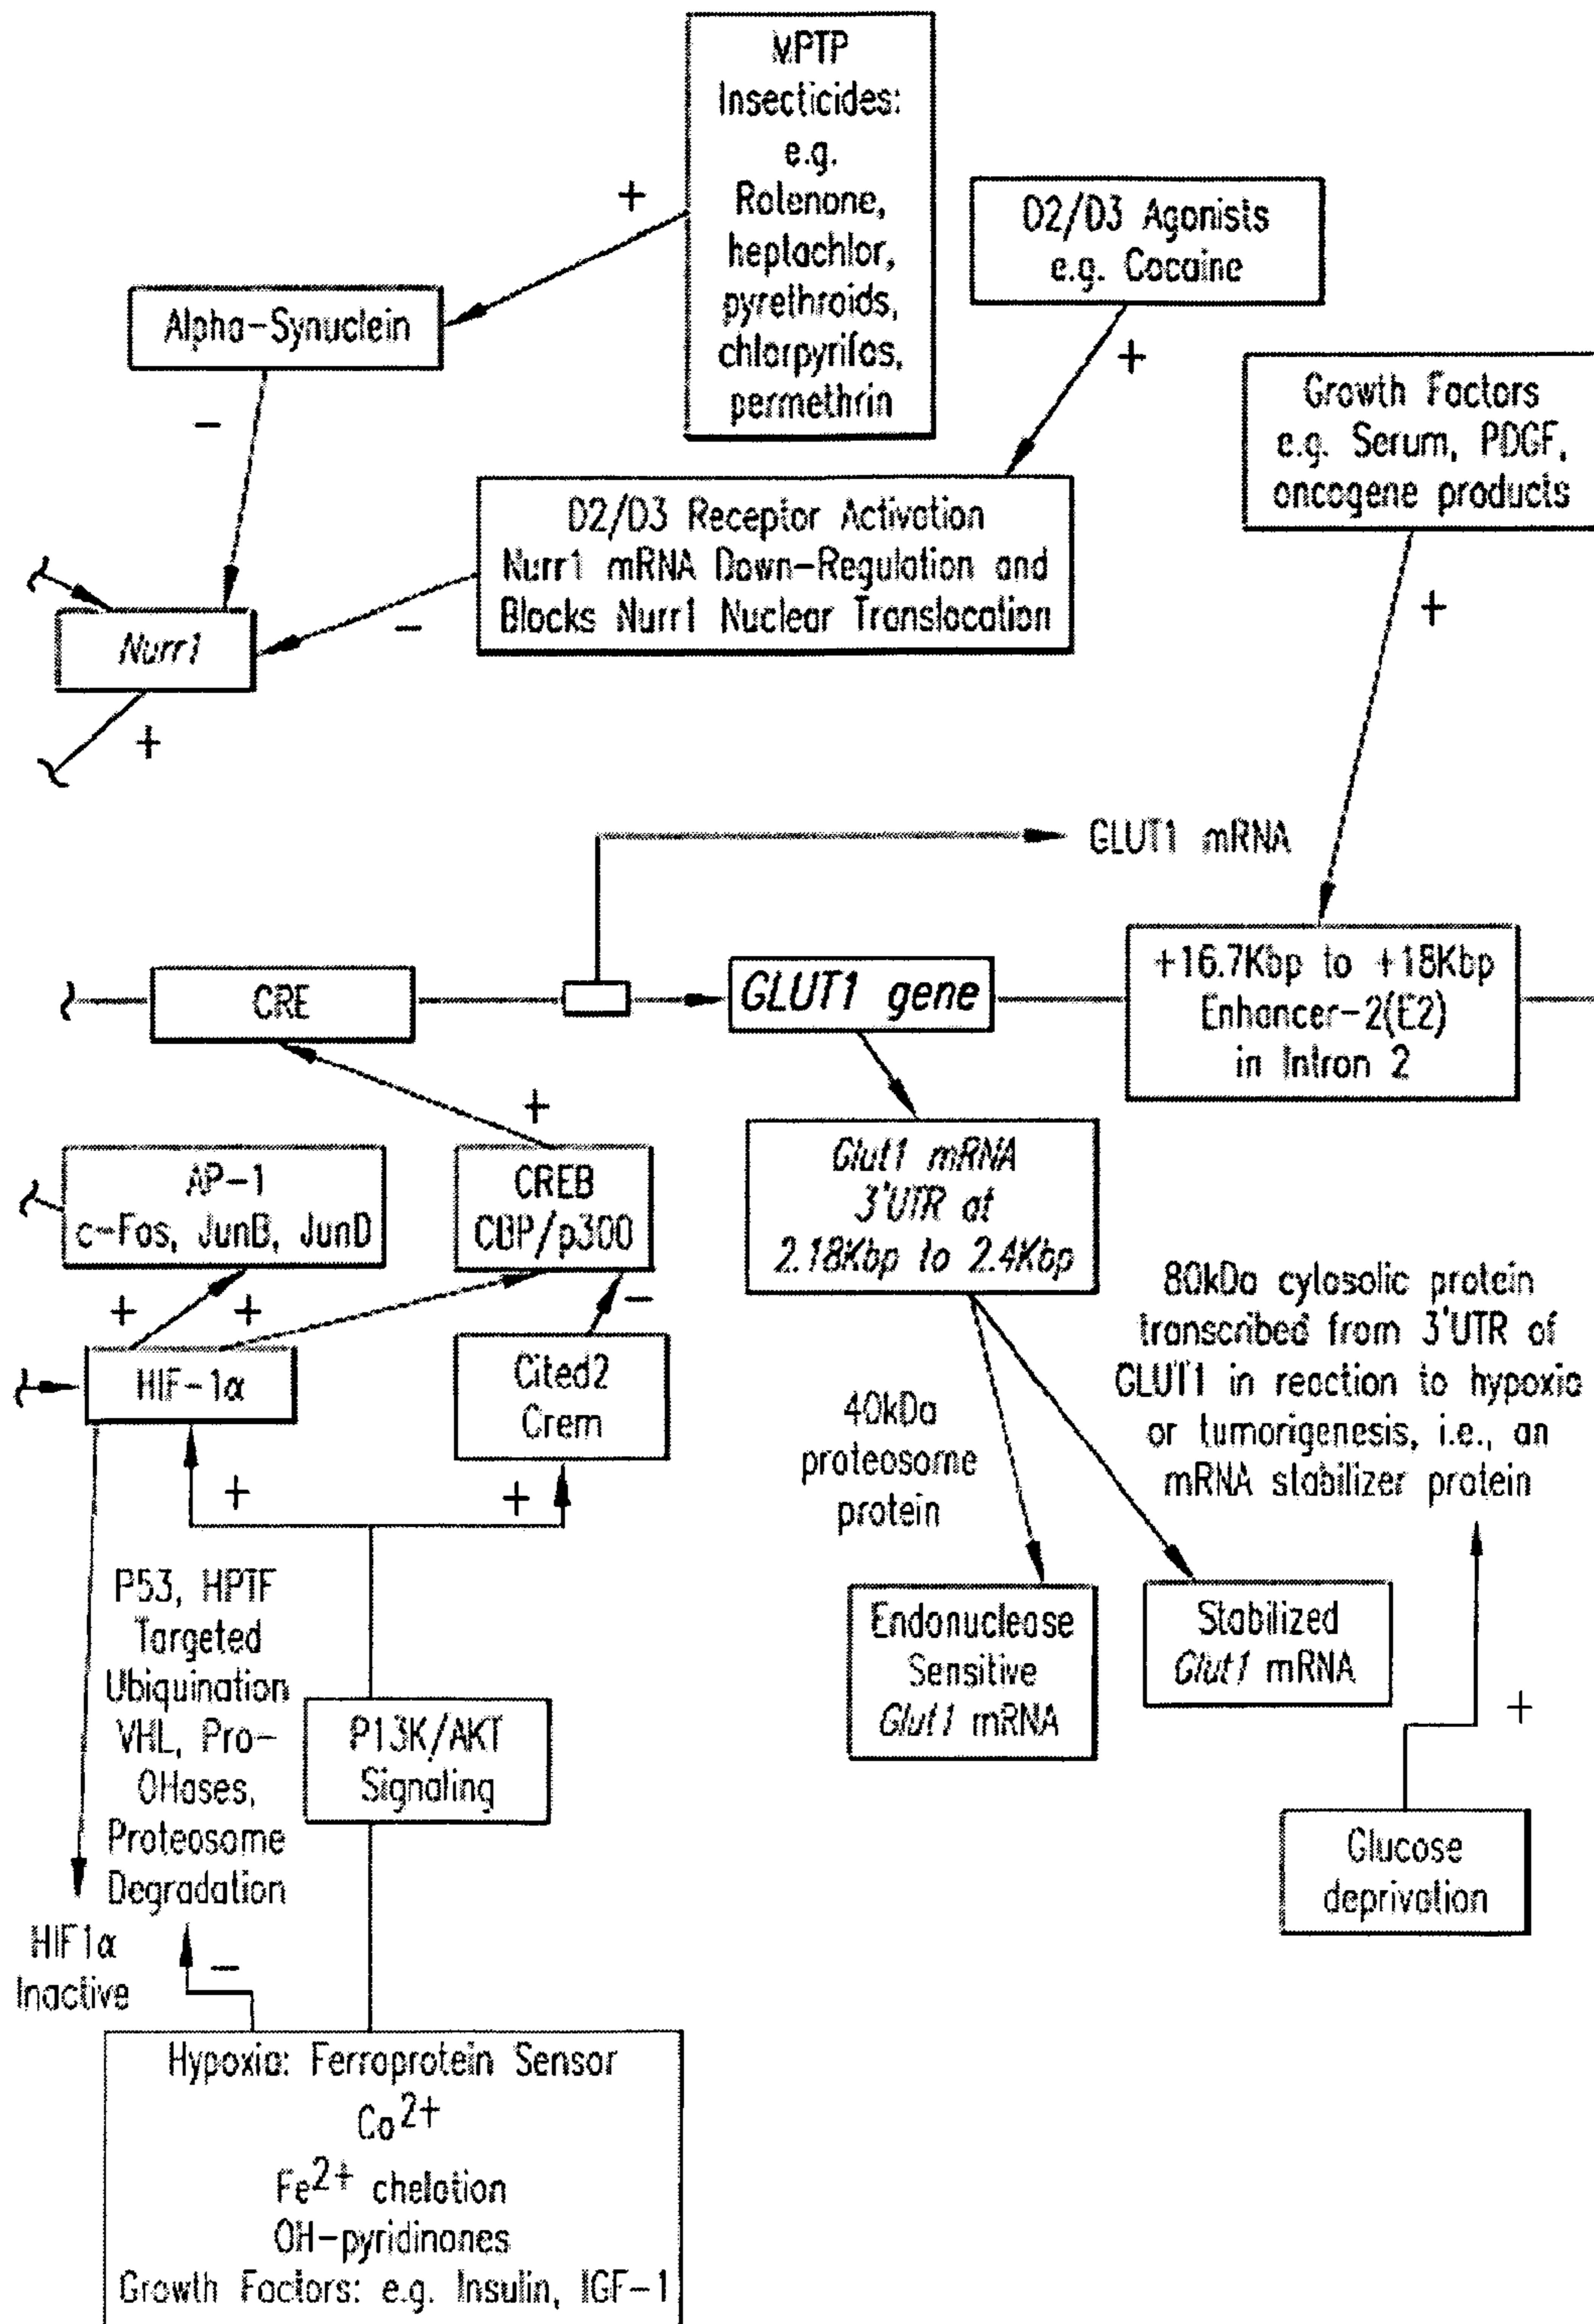 MPTP
Insecticides:
e.g.
Rotenone,
heptachlor,
pyrethroids,
chlorpyrifos,
permethrin
+
D2/D3 Agonists
e.g. Cocaine
Alpha-Synuclein
+
Growth Factors
e.g. Serum, PDGF,
oncogene products
-
D2/D3 Receptor Activation
Nurr1 mRNA Down-Regulation and
Blocks Nurr1 Nuclear Translocation
+
-
Nurr1
+
GLUT1 mRNA
CRE
GLUT1 gene
+16.7Kbp to +18Kbp
Enhancer-2(E2)
in Intron 2
+
AP-1
c-Fos, JunB, JunD
CREB
CBP/p300
Glut1 mRNA
3'UTR at
2.18Kbp to 2.4Kbp
+
+
-
80kDa cytosolic protein
transcribed from 3'UTR of
GLUT1 in reaction to hypoxia
or tumorigenesis, i.e., an
mRNA stabilizer protein
HIF-1α
Cited2
Crem
40kDa
proteosome
protein
+
+
P53, HPTF
Targeted
Ubiquination
VHL, Pro-
OHases,
Proteosome
Degradation
P13K/AKT
Signaling
Endonuclease
Sensitive
Glut1 mRNA
Stabilized
Glut1 mRNA
+
Glucose
deprivation
HIF1α
Inactive
-
Hypoxia: Ferroprotein Sensor
Co2+
Fe2+ chelation
OH-pyridinones
Growth Factors: e.g. Insulin, IGF-1